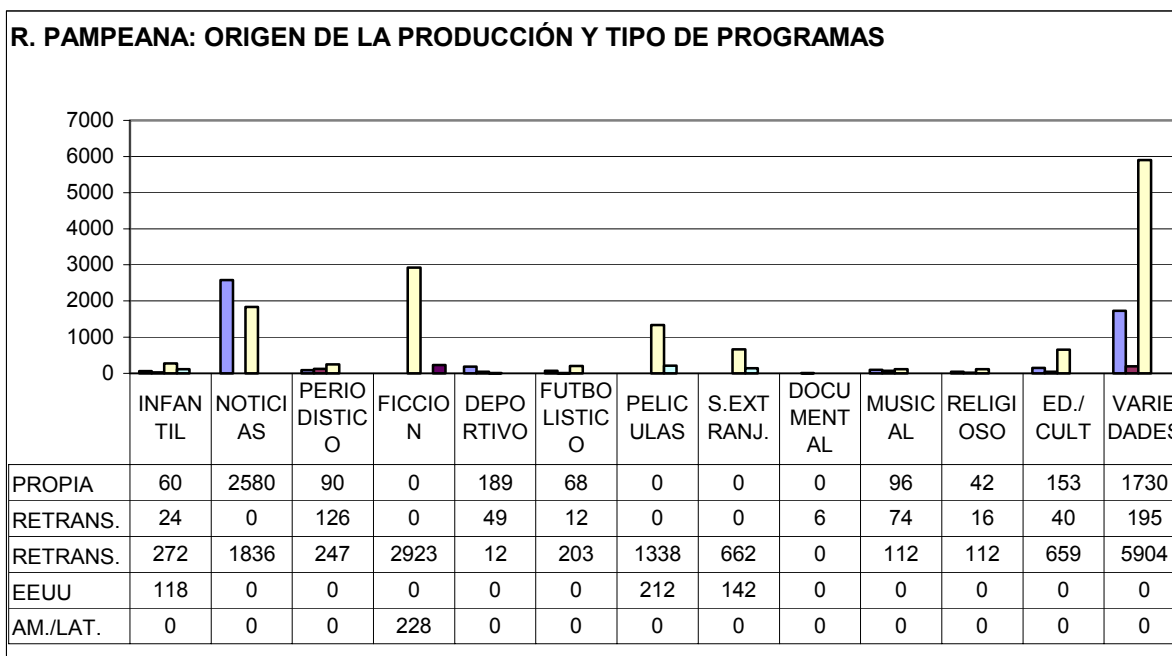 R. PAMPEANA: ORIGEN DE LA PRODUCCIÓN Y TIPO DE PROGRAMAS
7000
6000
5000
4000
3000
2000
1000
0
INFAN NOTICI PERIO FICCIO DEPO FUTBO PELIC S.EXT DOCU MUSIC RELIGI ED./ VARIE
TIL AS DISTIC N RTIVO LISTIC ULAS RANJ. MENT AL OSO CULT DADES
O O AL
PROPIA 60 2580 90 0 189 68 0 0 0 96 42 153 1730
RETRANS. 24 0 126 0 49 12 0 0 6 74 16 40 195
RETRANS. 272 1836 247 2923 12 203 1338 662 0 112 112 659 5904
EEUU 118 0 0 0 0 0 212 142 0 0 0 0 0
AM./LAT. 0 0 0 228 0 0 0 0 0 0 0 0 0